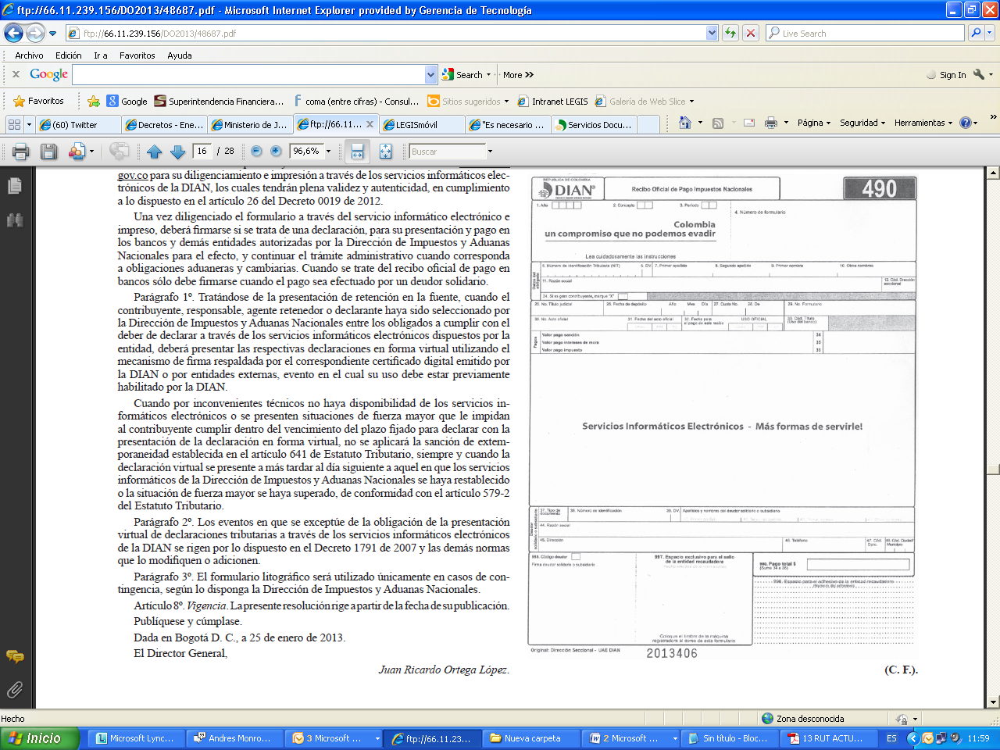 ftp://66.11.239.156/DO2013/48687.pdf - Microsoft Internet Explorer provided by Gerencia de Tecnología
ftp://66.11.239.156/DO2013/48687.pdf
Live Search
Archivo Edición Ir a Favoritos Ayuda
Google Search More » Sign In
Favoritos Google Superintendencia Financiera... coma (entre cifras) - Consul... Sitios sugeridos Intranet LEGIS Galería de Web Slice
(60) Twitter Decretos - Ene... Ministerio de J... ftp://66.11.... LEGISmóvil "Es necesario ... Servicios Docu... Página Seguridad Herramientas
16 / 28 96,6% Buscar
gov.co para su diligenciamiento e impresión a través de los servicios informáticos elec-
trónicos de la DIAN, los cuales tendrán plena validez y autenticidad, en cumplimiento
a lo dispuesto en el artículo 26 del Decreto 0019 de 2012.
Una vez diligenciado el formulario a través del servicio informático electrónico e
impreso, deberá firmarse si se trata de una declaración, para su presentación y pago en
los bancos y demás entidades autorizadas por la Dirección de Impuestos y Aduanas
Nacionales para el efecto, y continuar el trámite administrativo cuando corresponda
a obligaciones aduaneras y cambiarias. Cuando se trate del recibo oficial de pago en
bancos sólo debe firmarse cuando el pago sea efectuado por un deudor solidario.
Parágrafo 1º. Tratándose de la presentación de retención en la fuente, cuando el
contribuyente, responsable, agente retenedor o declarante haya sido seleccionado por
la Dirección de Impuestos y Aduanas Nacionales entre los obligados a cumplir con el
deber de declarar a través de los servicios informáticos electrónicos dispuestos por la
entidad, deberá presentar las respectivas declaraciones en forma virtual utilizando el
mecanismo de firma respaldada por el correspondiente certificado digital emitido por
la DIAN o por entidades externas, evento en el cual su uso debe estar previamente
habilitado por la DIAN.
Cuando por inconvenientes técnicos no haya disponibilidad de los servicios in-
formáticos electrónicos o se presenten situaciones de fuerza mayor que le impidan
al contribuyente cumplir dentro del vencimiento del plazo fijado para declarar con la
presentación de la declaración en forma virtual, no se aplicará la sanción de extem-
poraneidad establecida en el artículo 641 de Estatuto Tributario, siempre y cuando la
declaración virtual se presente a más tardar al día siguiente a aquel en que los servicios
informáticos de la Dirección de Impuestos y Aduanas Nacionales se haya restablecido
o la situación de fuerza mayor se haya superado, de conformidad con el artículo 579-2
del Estatuto Tributario.
Parágrafo 2º. Los eventos en que se exceptúe de la obligación de la presentación
virtual de declaraciones tributarias a través de los servicios informáticos electrónicos
de la DIAN se rigen por lo dispuesto en el Decreto 1791 de 2007 y las demás normas
que lo modifiquen o adicionen.
Parágrafo 3º. El formulario litográfico será utilizado únicamente en casos de con-
tingencia, según lo disponga la Dirección de Impuestos y Aduanas Nacionales.
Artículo 8º. Vigencia. La presente resolución rige a partir de la fecha de su publicación.
Publíquese y cúmplase.
Dada en Bogotá D. C., a 25 de enero de 2013.
El Director General,
Juan Ricardo Ortega López.
REPUBLICA DE COLOMBIA
DIAN Recibo Oficial de Pago Impuestos Nacionales 490
1. Año 2. Concepto 3. Período 4. Número de formulario
Colombia
un compromiso que no podemos evadir
Lea cuidadosamente las instrucciones
5. Número de Identificación Tributaria (NIT) 6. DV. 7. Primer apellido 8. Segundo apellido 9. Primer nombre 10. Otros nombres
11. Razón social 12. Cód. Dirección seccional
24. Si es gran contribuyente, marque "X"
25. No. Título judicial 26. Fecha de depósito Año Mes Día 27. Cuota No. 28. De 29. No. Formulario
30. No. Acto oficial 31. Fecha del acto oficial 32. Fecha para el pago de este recibo USO OFICIAL 33. Cód. Título (Uso del banco)
Pagos
Valor pago sanción 34
Valor pago intereses de mora 35
Valor pago impuesto 36
Servicios Informáticos Electrónicos - Más formas de servirle!
37. Tipo de documento 38. Número de identificación 39. DV. Apellidos y nombres del deudor solidario o subsidiario
44. Razón social
45. Dirección 46. Teléfono 47. Cód. Dpto. 48. Cód. Ciudad/ Municipio
Código deudor
Firma deudor solidario o subsidiario
997. Espacio exclusivo para el sello
de la entidad recaudadora
980. Pago total $
(Sume 34 a 36)
996. Espacio para el adhesivo de la entidad recaudadora
Coloque el timbre de la máquina
registradora al dorso de este formulario
Original: Dirección Seccional - UAE DIAN
2013406
(C. F.).
Hecho Zona desconocida
Inicio Microsoft Lync... Andres Monro... 3 Microsoft ... ftp://66.11.23... Nueva carpeta 2 Microsoft ... Sin título - Bloc... 13 RUT ACTU... ES 11:59